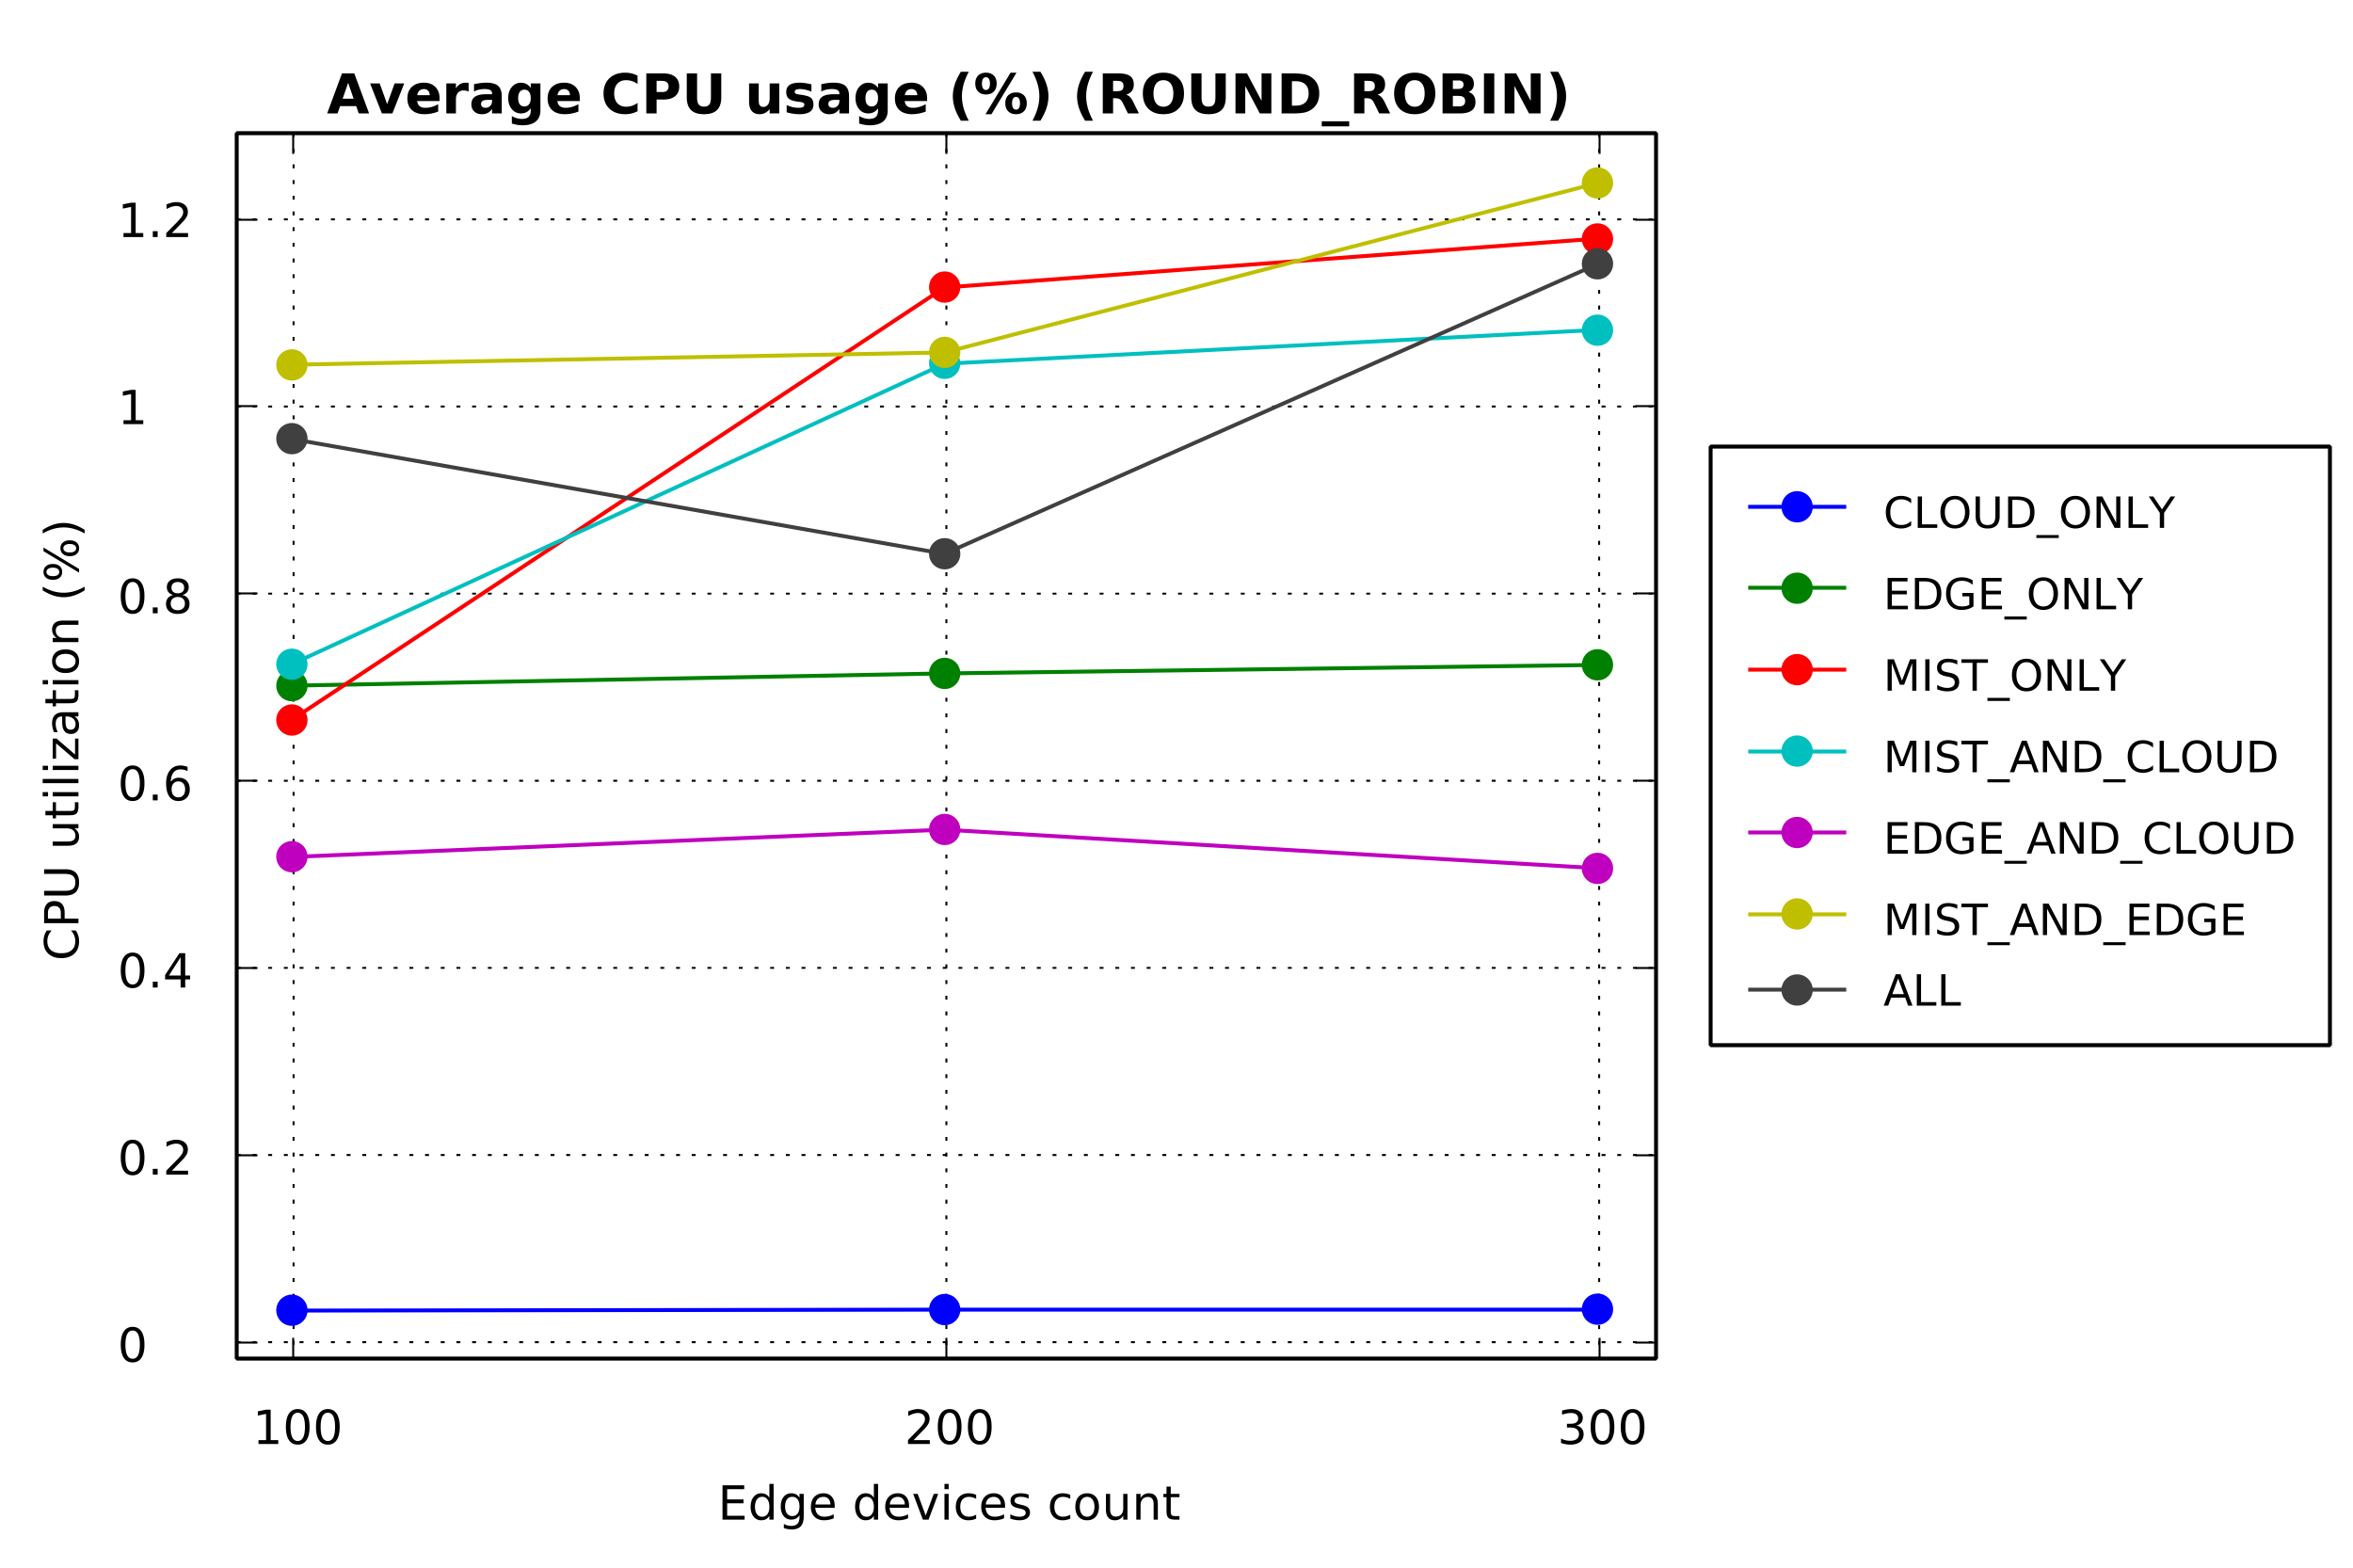 Average CPU usage (%) (ROUND_ROBIN)
CPU utilization (%)
1.2
1
0.8
0.6
0.4
0.2
0
100
200
300
Edge devices count
CLOUD_ONLY
EDGE_ONLY
MIST_ONLY
MIST_AND_CLOUD
EDGE_AND_CLOUD
MIST_AND_EDGE
ALL